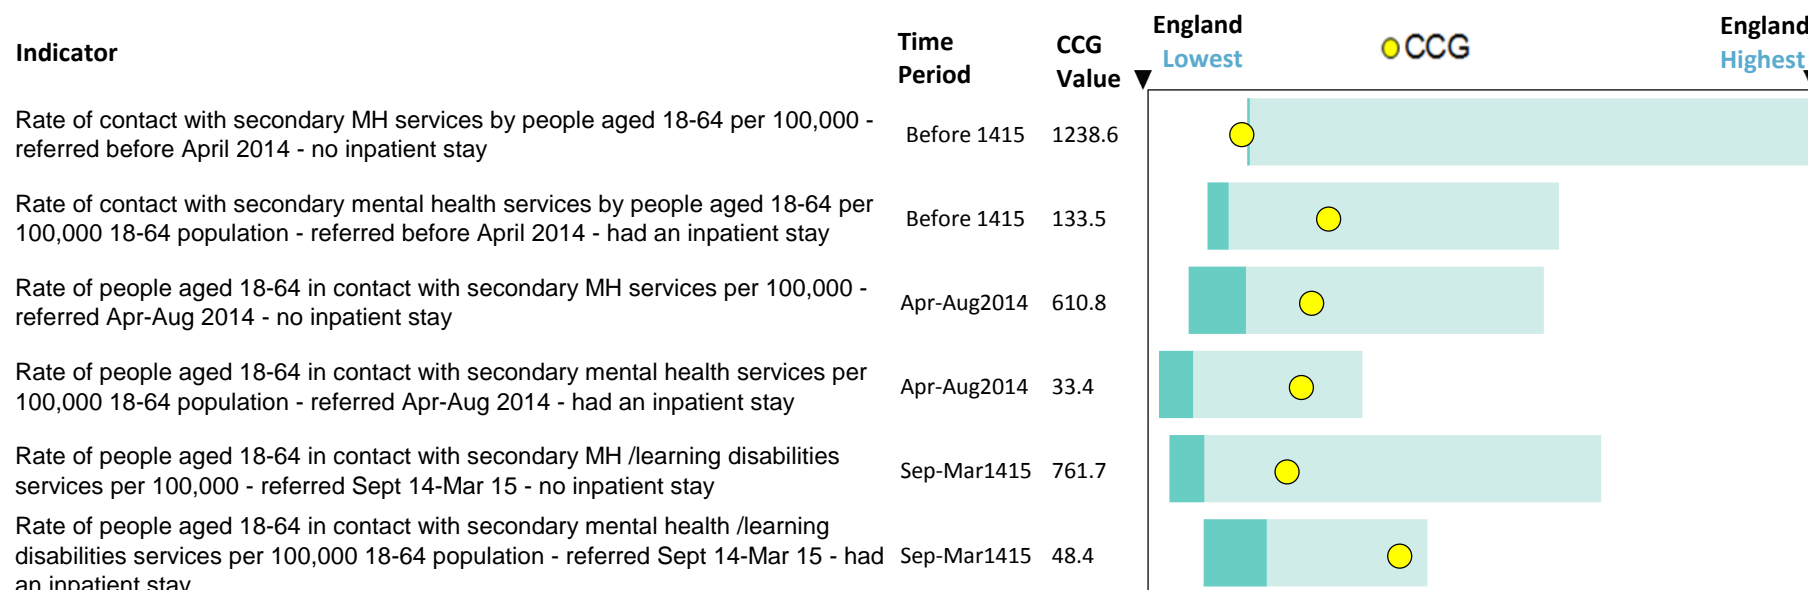 Indicator
Time Period
CCG Value
England Lowest
CCG
England Highest
Rate of contact with secondary MH services by people aged 18-64 per 100,000 -
referred before April 2014 - no inpatient stay
Before 1415 1238.6
Rate of contact with secondary mental health services by people aged 18-64 per
100,000 18-64 population - referred before April 2014 - had an inpatient stay
Before 1415 133.5
Rate of people aged 18-64 in contact with secondary MH services per 100,000 -
referred Apr-Aug 2014 - no inpatient stay
Apr-Aug2014 610.8
Rate of people aged 18-64 in contact with secondary mental health services per
100,000 18-64 population - referred Apr-Aug 2014 - had an inpatient stay
Apr-Aug2014 33.4
Rate of people aged 18-64 in contact with secondary MH /learning disabilities
services per 100,000 - referred Sept 14-Mar 15 - no inpatient stay
Sep-Mar1415 761.7
Rate of people aged 18-64 in contact with secondary mental health /learning
disabilities services per 100,000 18-64 population - referred Sept 14-Mar 15 - had
an inpatient stay
Sep-Mar1415 48.4